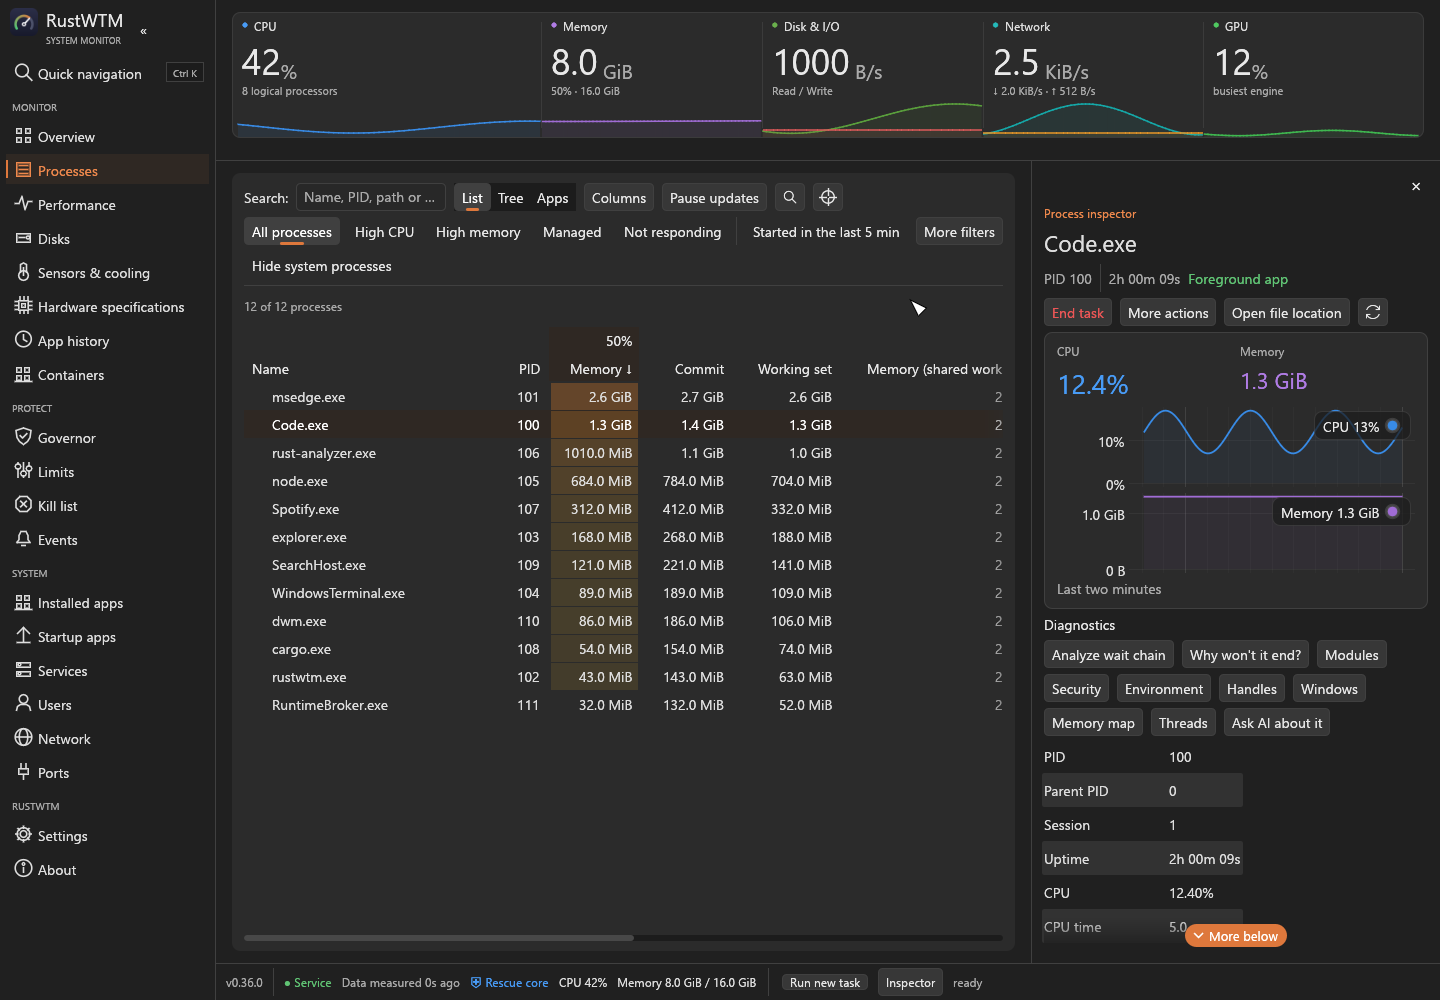 RustWTM
SYSTEM MONITOR
«
Quick navigation
Ctrl K
MONITOR
Overview
Processes
Performance
Disks
Sensors & cooling
Hardware specifications
App history
Containers
PROTECT
Governor
Limits
Kill list
Events
SYSTEM
Installed apps
Startup apps
Services
Users
Network
Ports
RUSTWTM
Settings
About
CPU
42%
8 logical processors
Memory
8.0 GiB
50% · 16.0 GiB
Disk & I/O
1000 B/s
Read / Write
Network
2.5 KiB/s
↓ 2.0 KiB/s · ↑ 512 B/s
GPU
12%
busiest engine
Search: Name, PID, path or ... List Tree Apps Columns Pause updates
All processes High CPU High memory Managed Not responding Started in the last 5 min More filters
Hide system processes
12 of 12 processes
50%
Name PID Memory ↓ Commit Working set Memory (shared work
msedge.exe 101 2.6 GiB 2.7 GiB 2.6 GiB 2
Code.exe 100 1.3 GiB 1.4 GiB 1.3 GiB 2
rust-analyzer.exe 106 1010.0 MiB 1.1 GiB 1.0 GiB 2
node.exe 105 684.0 MiB 784.0 MiB 704.0 MiB 2
Spotify.exe 107 312.0 MiB 412.0 MiB 332.0 MiB 2
explorer.exe 103 168.0 MiB 268.0 MiB 188.0 MiB 2
SearchHost.exe 109 121.0 MiB 221.0 MiB 141.0 MiB 2
WindowsTerminal.exe 104 89.0 MiB 189.0 MiB 109.0 MiB 2
dwm.exe 110 86.0 MiB 186.0 MiB 106.0 MiB 2
cargo.exe 108 54.0 MiB 154.0 MiB 74.0 MiB 2
rustwtm.exe 102 43.0 MiB 143.0 MiB 63.0 MiB 2
RuntimeBroker.exe 111 32.0 MiB 132.0 MiB 52.0 MiB 2
×
Process inspector
Code.exe
PID 100 2h 00m 09s Foreground app
End task More actions Open file location
CPU Memory
12.4% 1.3 GiB
CPU 13%
10%
0%
Memory 1.3 GiB
1.0 GiB
0 B
Last two minutes
Diagnostics
Analyze wait chain Why won't it end? Modules
Security Environment Handles Windows
Memory map Threads Ask AI about it
PID 100
Parent PID 0
Session 1
Uptime 2h 00m 09s
CPU 12.40%
CPU time 5.0
More below
v0.36.0 Service Data measured 0s ago Rescue core CPU 42% Memory 8.0 GiB / 16.0 GiB Run new task Inspector ready